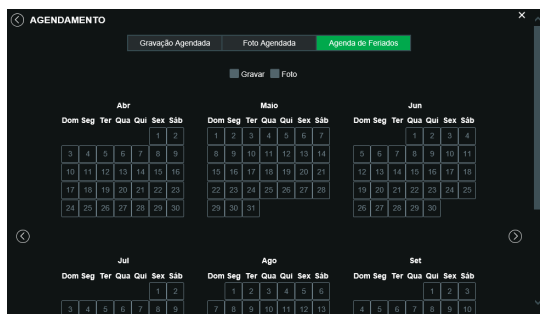 AGENDAMENTO
×
Gravação Agendada Foto Agendada Agenda de Feriados
Gravar Foto
Abr Maio Jun
Dom Seg Ter Qua Qui Sex Sáb Dom Seg Ter Qua Qui Sex Sáb Dom Seg Ter Qua Qui Sex Sáb
1 2 1 2 3 4 5 6 7 1 2 3 4
3 4 5 6 7 8 9 8 9 10 11 12 13 14 5 6 7 8 9 10 11
10 11 12 13 14 15 16 15 16 17 18 19 20 21 12 13 14 15 16 17 18
17 18 19 20 21 22 23 22 23 24 25 26 27 28 19 20 21 22 23 24 25
24 25 26 27 28 29 30 29 30 31 26 27 28 29 30
Jul Ago Set
Dom Seg Ter Qua Qui Sex Sáb Dom Seg Ter Qua Qui Sex Sáb Dom Seg Ter Qua Qui Sex Sáb
1 2 1 2 3 4 5 6 1 2 3
3 4 5 6 7 8 9 7 8 9 10 11 12 13 4 5 6 7 8 9 10